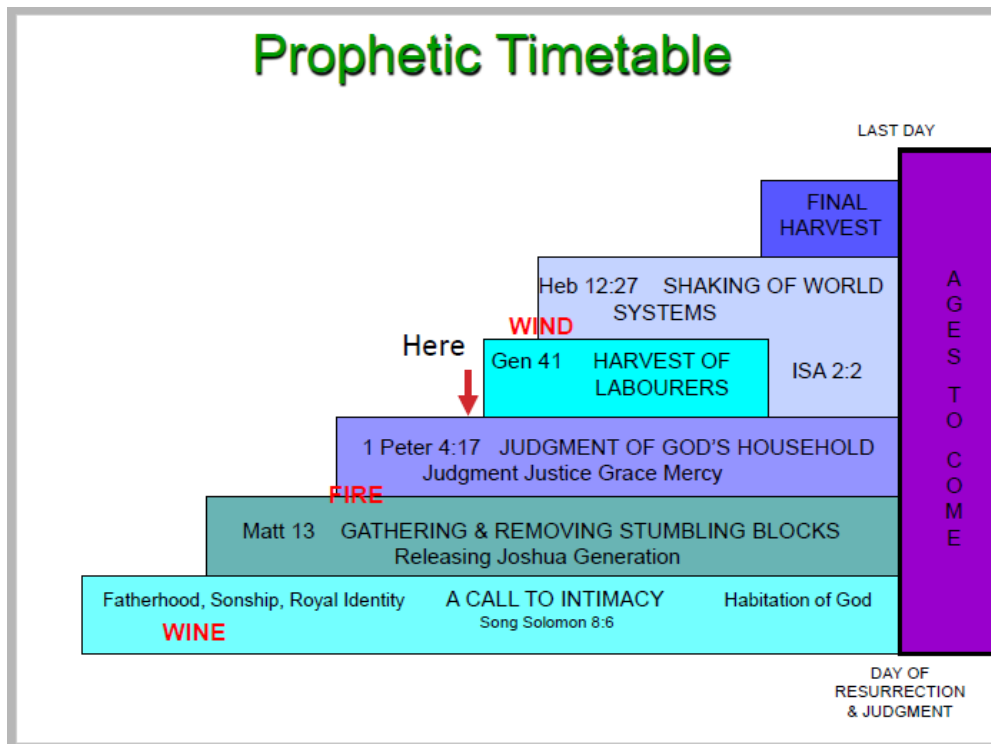 Prophetic Timetable
LAST DAY
FINAL
HARVEST
Heb 12:27 SHAKING OF WORLD
SYSTEMS
WIND
Here
Gen 41 HARVEST OF
LABOURERS
ISA 2:2
1 Peter 4:17 JUDGMENT OF GOD'S HOUSEHOLD
Judgment Justice Grace Mercy
FIRE
Matt 13 GATHERING & REMOVING STUMBLING BLOCKS
Releasing Joshua Generation
Fatherhood, Sonship, Royal Identity A CALL TO INTIMACY Habitation of God
Song Solomon 8:6
WINE
AGES TO COME
DAY OF
RESURRECTION
& JUDGMENT